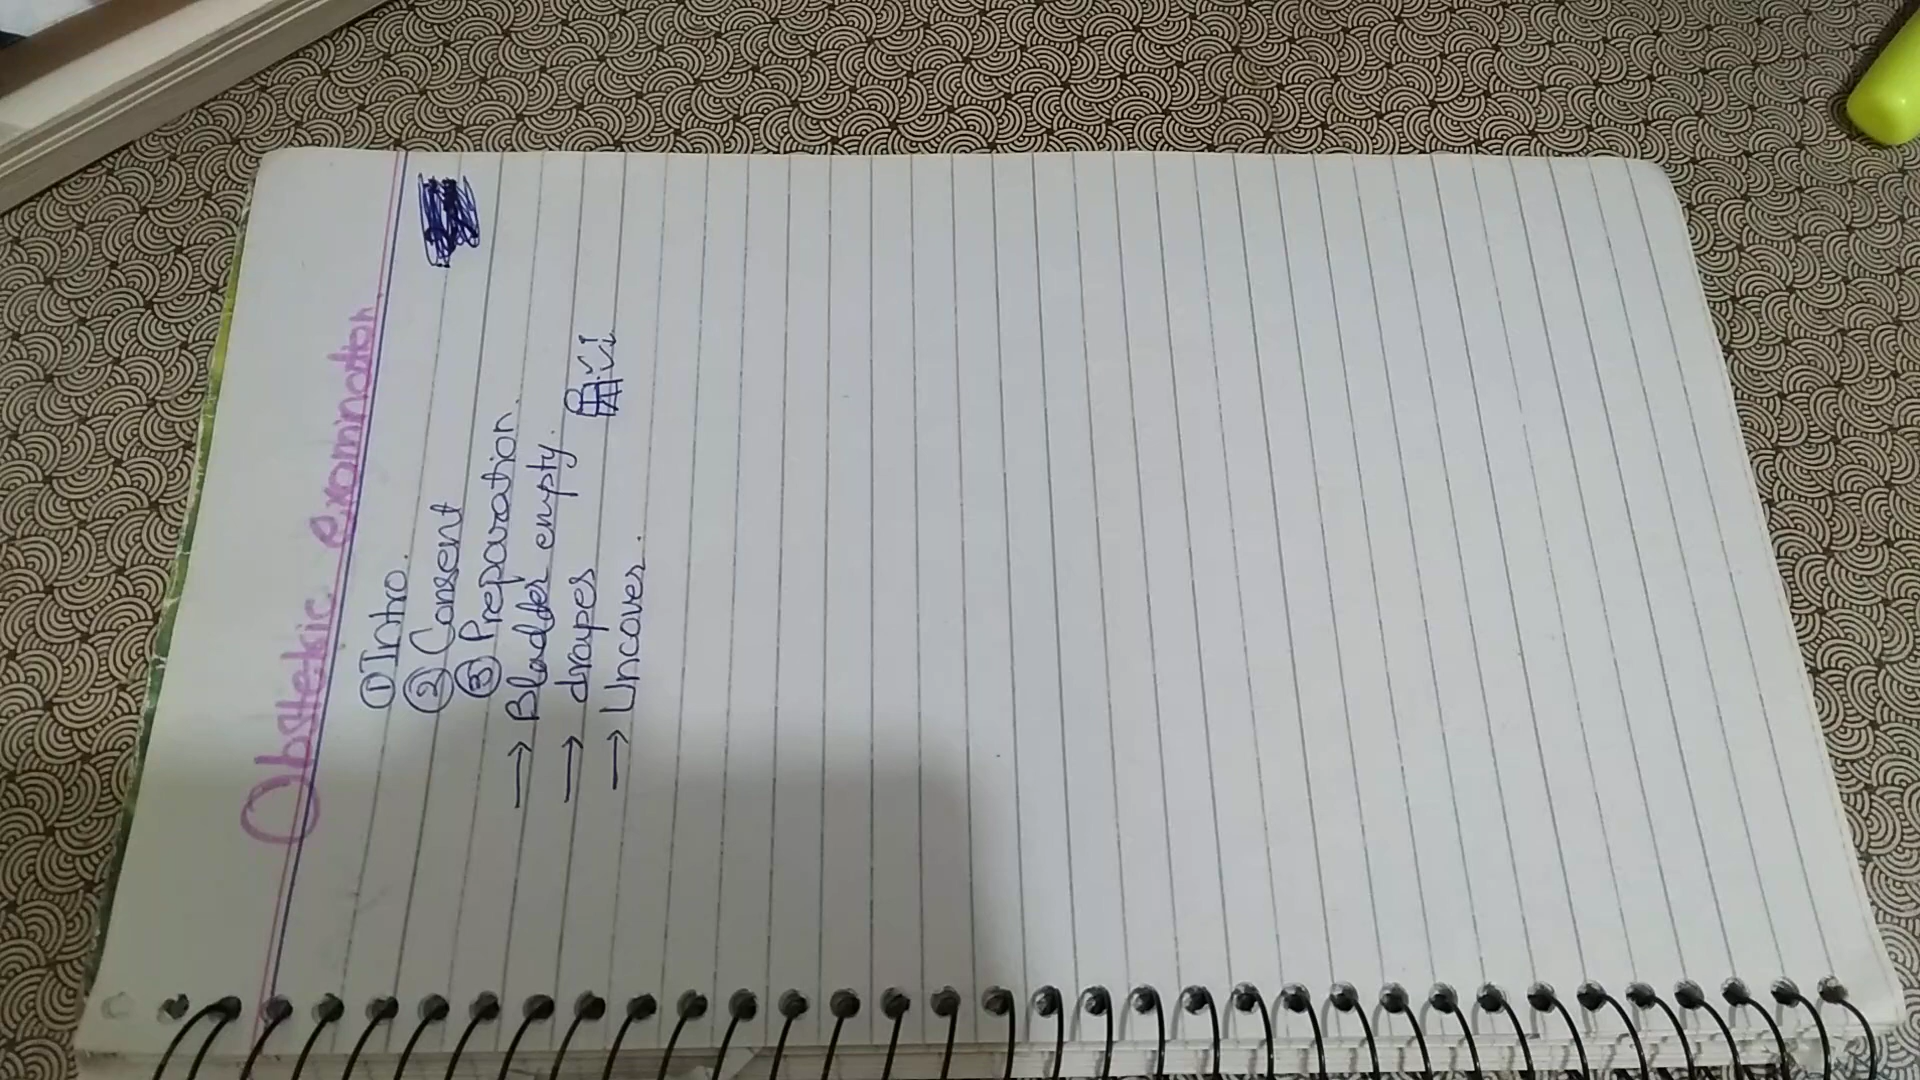 Obstetric examination.
① Intro.
② Consent
③ Preparation.
→ Bladder empty.
→ drapes
→ Uncover.